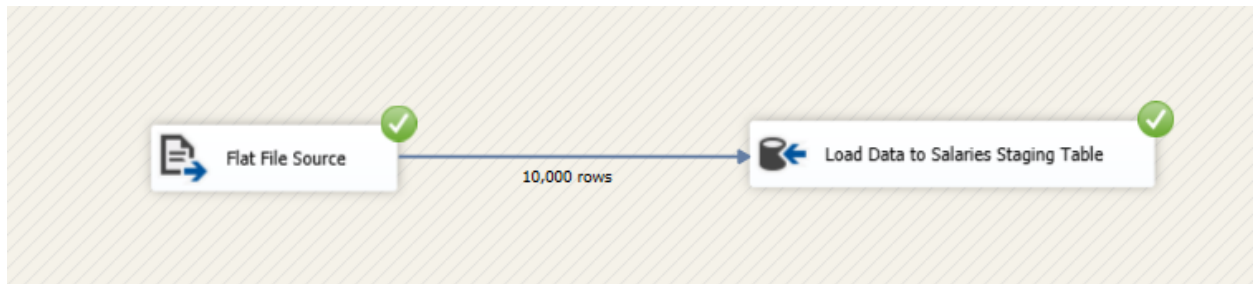 Flat File Source
10,000 rows
Load Data to Salaries Staging Table